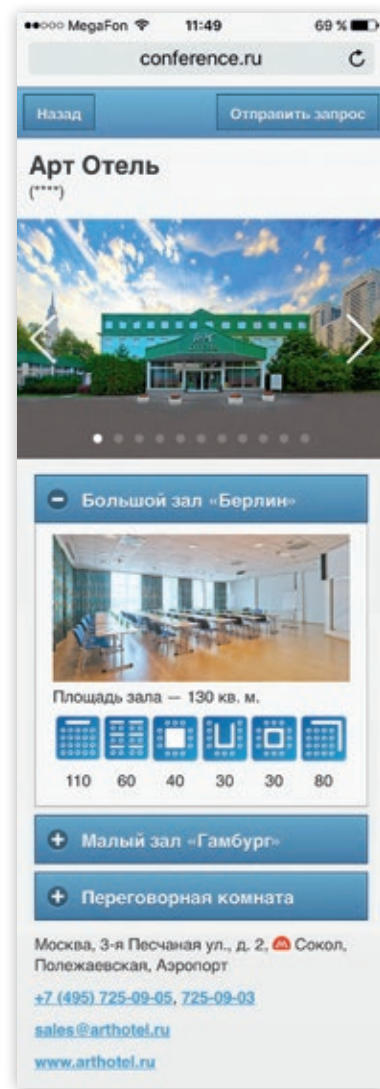 MegaFon 11:49 69 %
conference.ru
Назад Отправить запрос
Арт Отель
(****)
Большой зал «Берлин»
Площадь зала — 130 кв. м.
110 60 40 30 30 80
Малый зал «Гамбург»
Переговорная комната
Москва, 3-я Песчаная ул., д. 2, Сокол,
Полежаевская, Аэропорт
+7 (495) 725-09-05, 725-09-03
sales@arthotel.ru
www.arthotel.ru